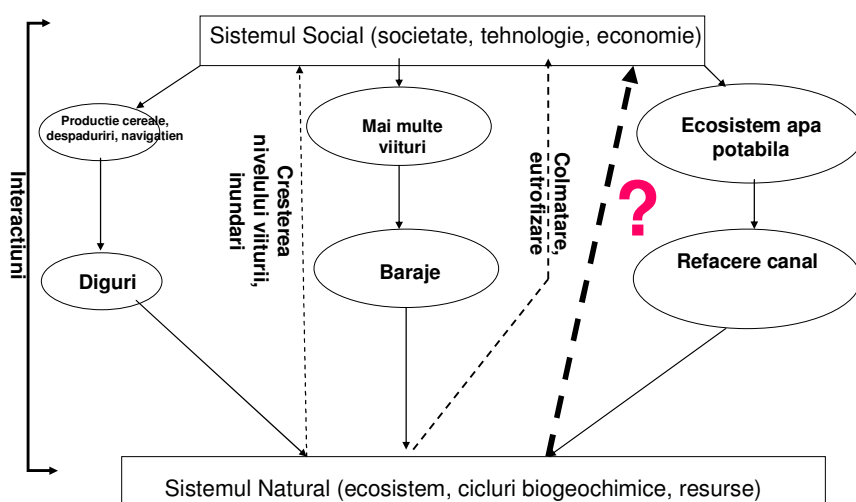 Sistemul Social (societate, tehnologie, economie)
Productie cereale,
despaduriri, navigatien
Mai multe
viituri
Ecosistem apa
potabila
Interactiuni
Cresterea
nivelului viiturii,
inundari
Colmatare,
eutrofizare
?
Diguri
Baraje
Refacere canal
Sistemul Natural (ecosistem, cicluri biogeochimice, resurse)